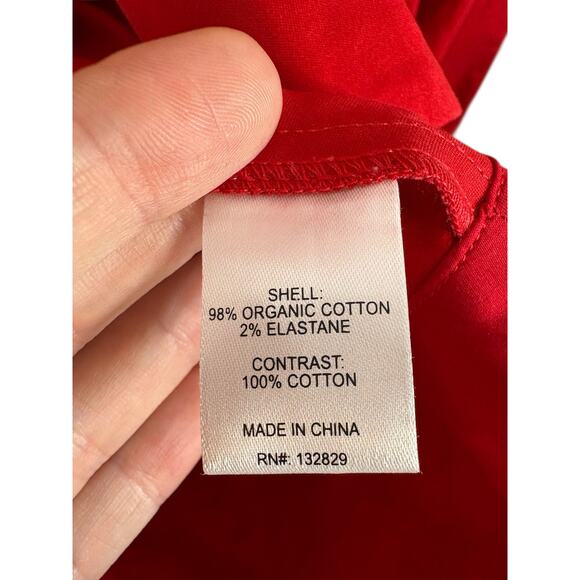 SHELL:
98% ORGANIC COTTON
2% ELASTANE
CONTRAST:
100% COTTON
MADE IN CHINA
RN#: 132829